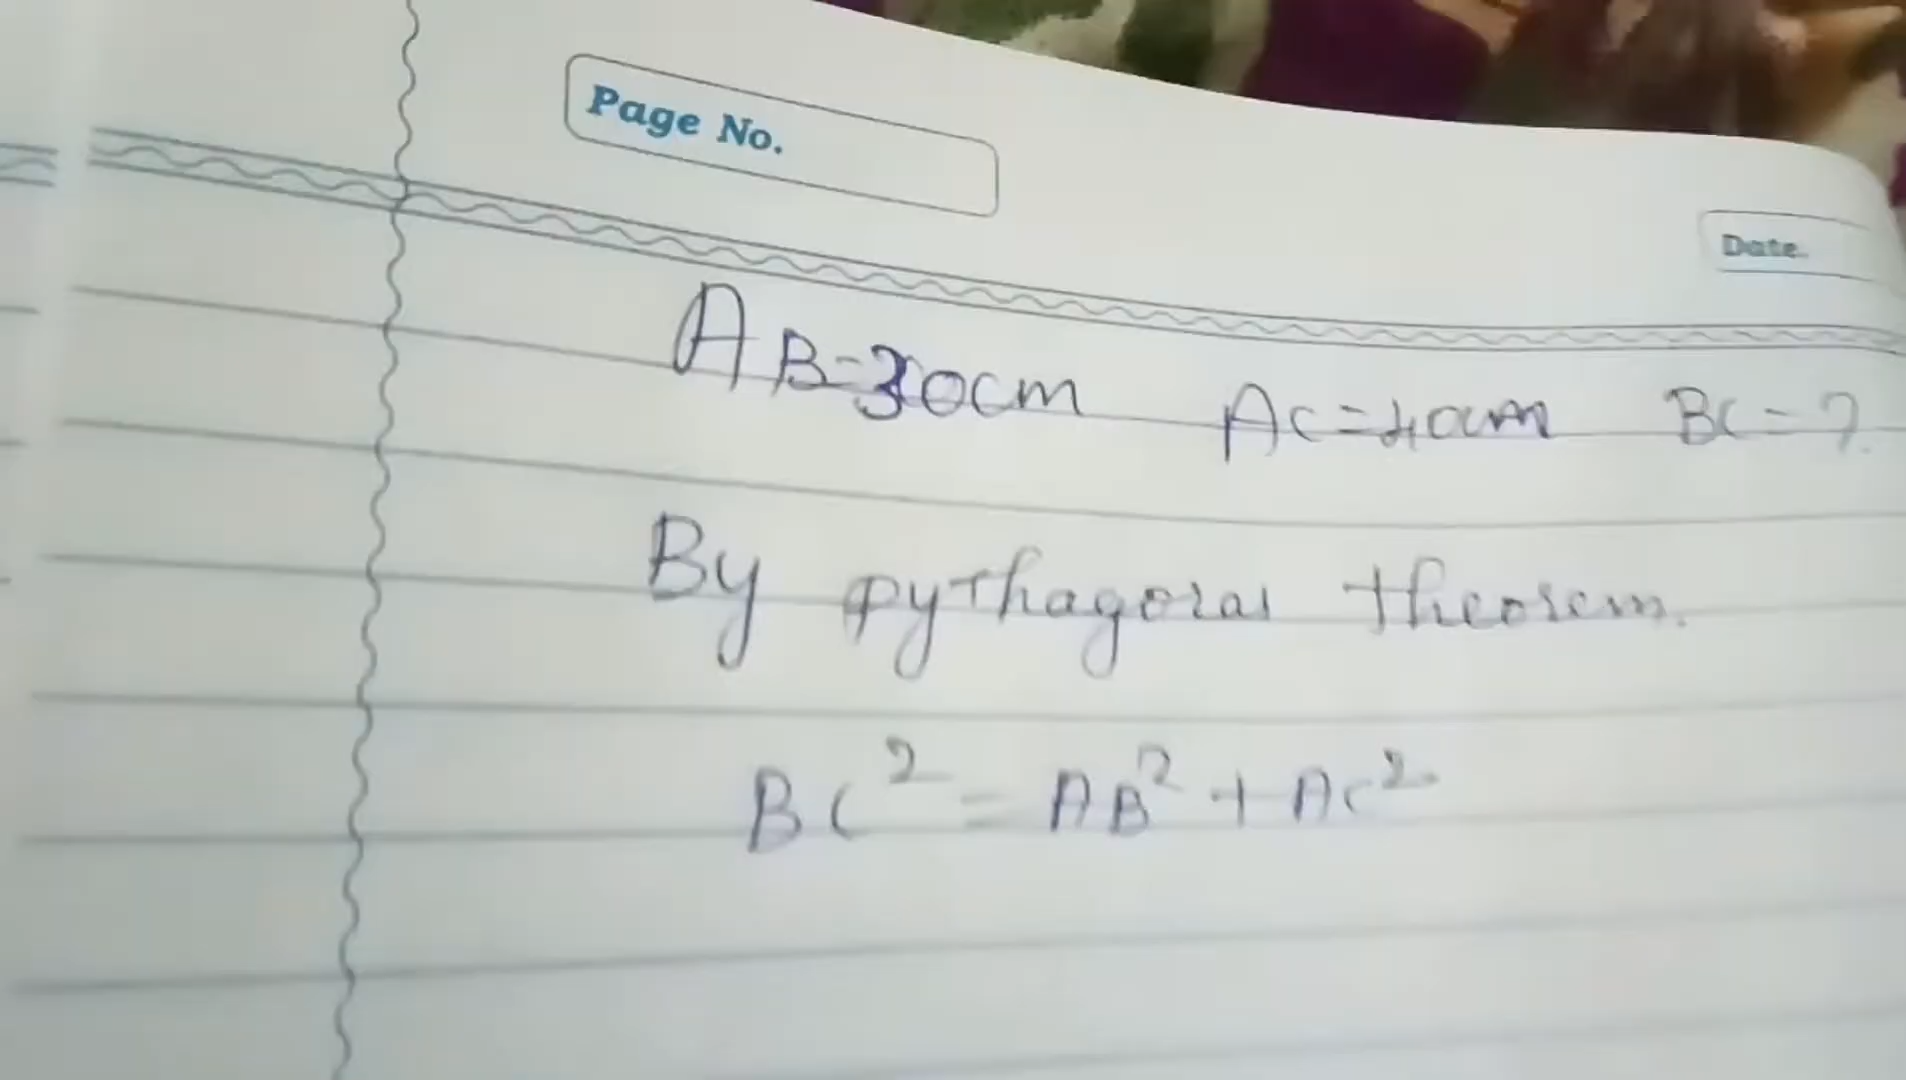 Page No.
Date.
AB=30cm AC=40cm BC=?
By pythagoras theorem.
BC² = AB² + AC²